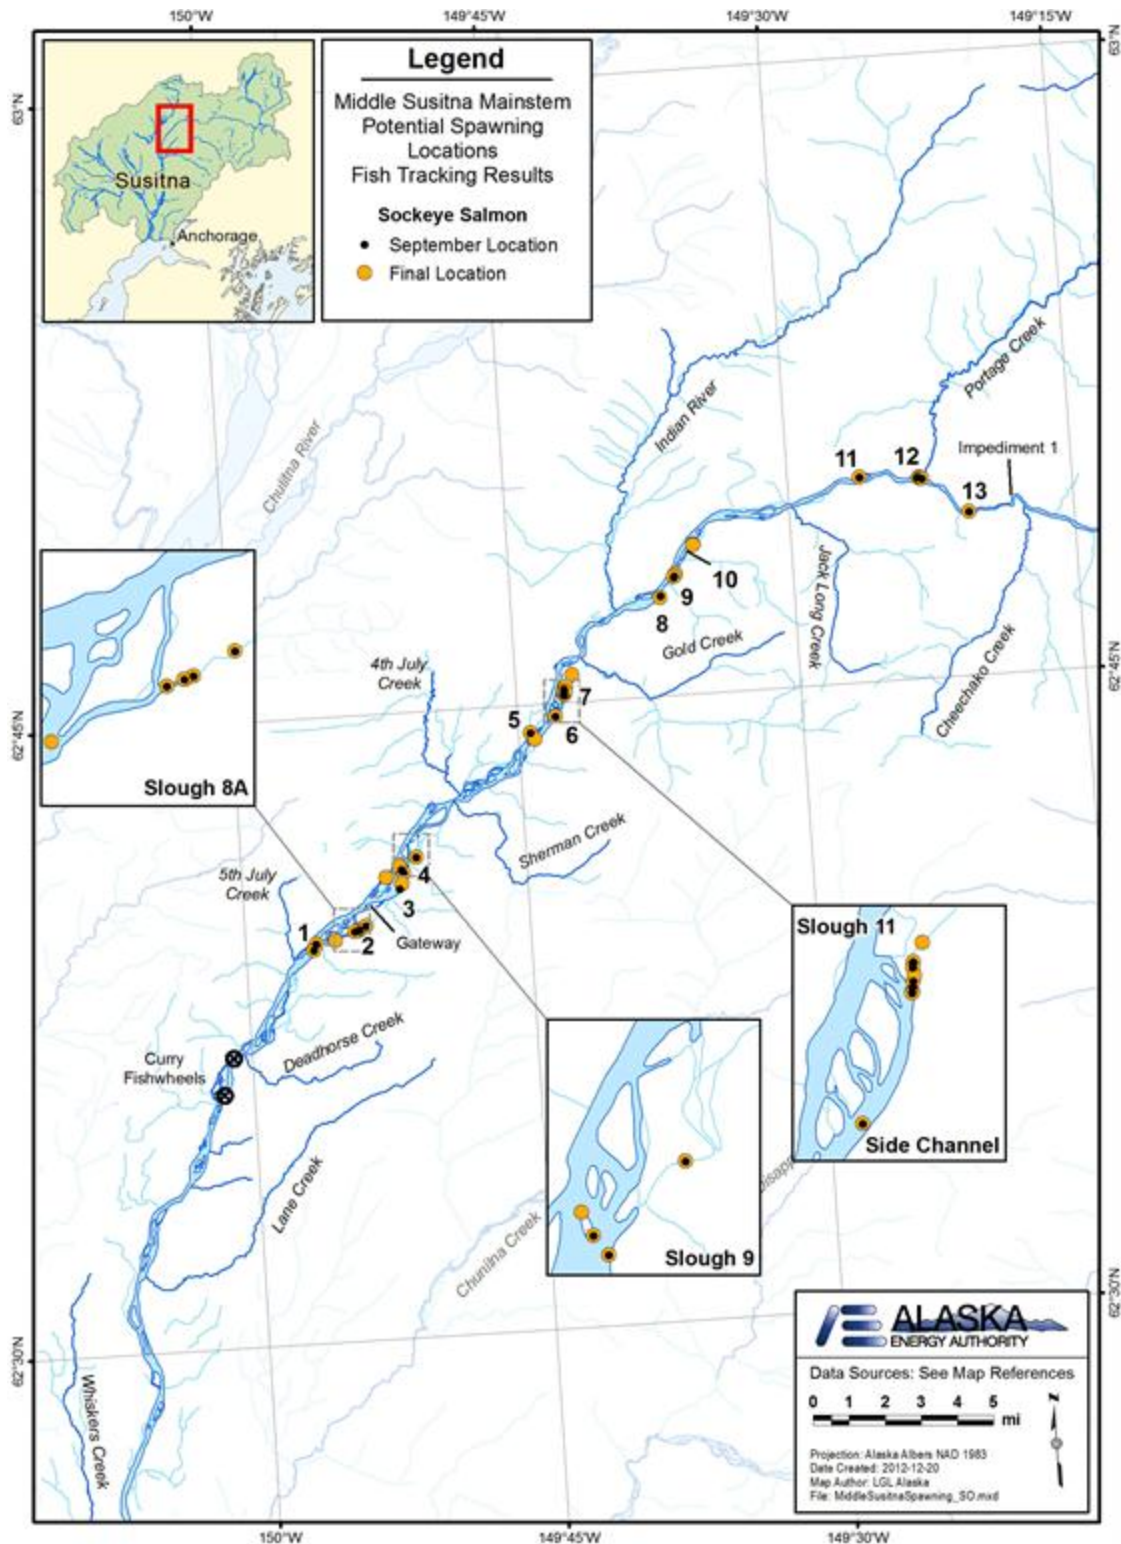 150°W
149°45'W
149°30'W
149°15'W
63°N
63°N
Susitna
Anchorage
Legend
Middle Susitna Mainstem
Potential Spawning
Locations
Fish Tracking Results
Sockeye Salmon
September Location
Final Location
Chulitna River
Indian River
Portage Creek
Impediment 1
11
12
13
10
9
8
Jack Long Creek
Cheechako Creek
Gold Creek
62°45'N
62°45'N
Slough 8A
4th July
Creek
5
7
6
Sherman Creek
5th July
Creek
4
3
1
2
Gateway
Slough 11
Side Channel
Curry
Fishwheels
Deadhorse Creek
Lane Creek
Chunilna Creek
Disapp
Slough 9
62°30'N
62°30'N
Whiskers Creek
ALASKA
ENERGY AUTHORITY
Data Sources: See Map References
0 1 2 3 4 5
mi
N
Projection: Alaska Albers NAD 1983
Date Created: 2012-12-20
Map Author: LGL Alaska
File: MiddleSusitnaSpawning_SO.mxd
150°W
149°45'W
149°30'W